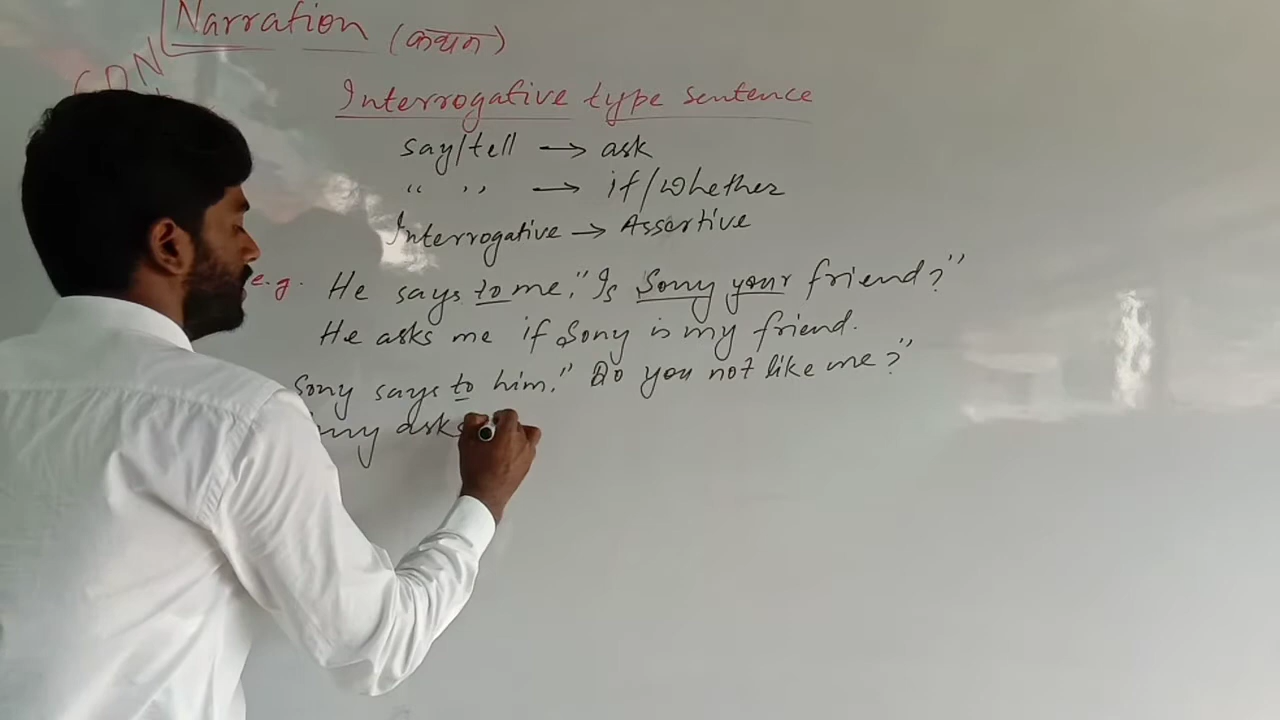 Narration (कथन)
Interrogative type sentence
say/tell → ask
“ ” → if/whether
Interrogative → Assertive
e.g. He says to me, "Is Sony your friend?"
He asks me if Sony is my friend.
Sony says to him, "Do you not like me?"
asks